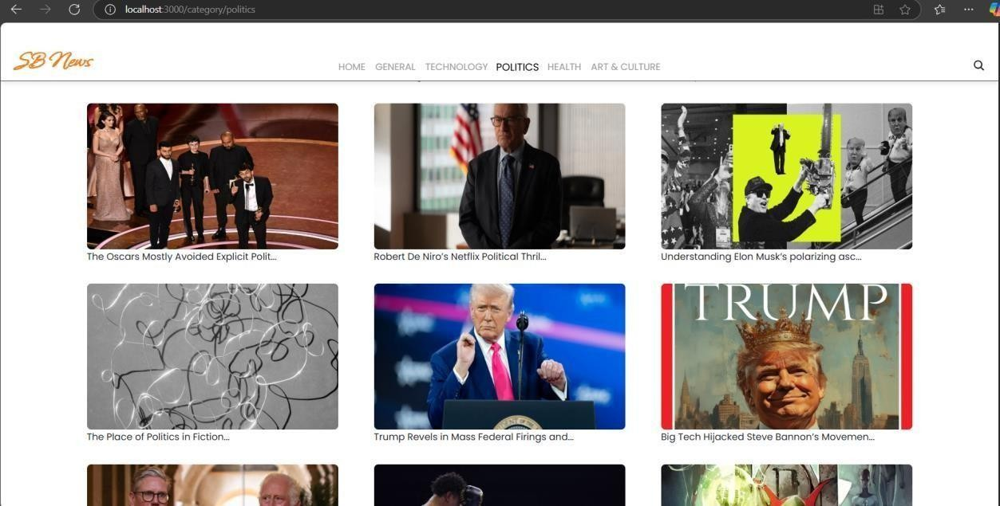 localhost:3000/category/politics
SB News
HOME GENERAL TECHNOLOGY POLITICS HEALTH ART & CULTURE
The Oscars Mostly Avoided Explicit Polit...
Robert De Niro’s Netflix Political Thril...
Understanding Elon Musk’s polarizing asc...
TRUMP
The Place of Politics in Fiction...
Trump Revels in Mass Federal Firings and...
Big Tech Hijacked Steve Bannon’s Movemen...